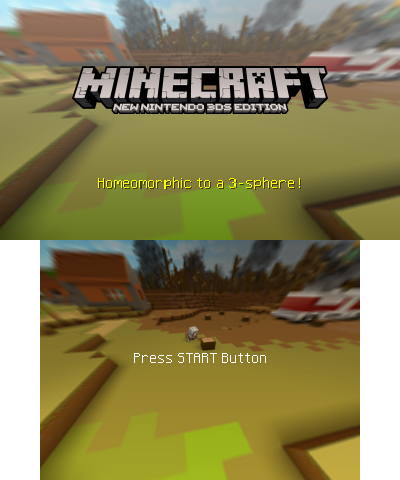 MINECRAFT
NEW NINTENDO 3DS EDITION
Homeomorphic to a 3-sphere!
Press START Button